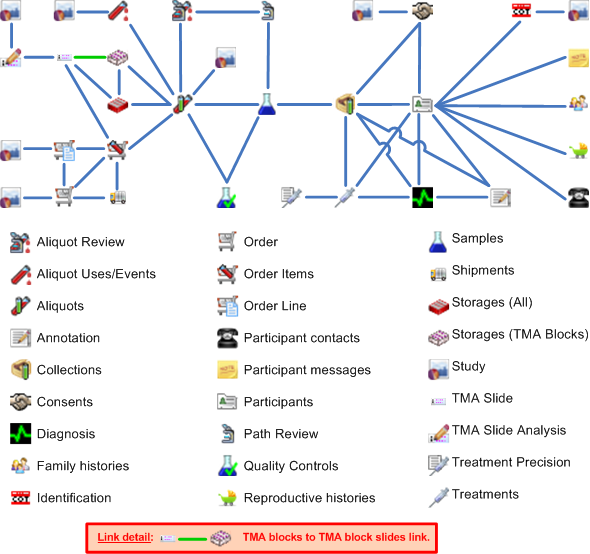 Aliquot Review
Aliquot Uses/Events
Aliquots
Annotation
Collections
Consents
Diagnosis
Family histories
Identification
Order
Order Items
Order Line
Participant contacts
Participant messages
Participants
Path Review
Quality Controls
Reproductive histories
Samples
Shipments
Storages (All)
Storages (TMA Blocks)
Study
TMA Slide
TMA Slide Analysis
Treatment Precision
Treatments
Link detail: TMA blocks to TMA block slides link.